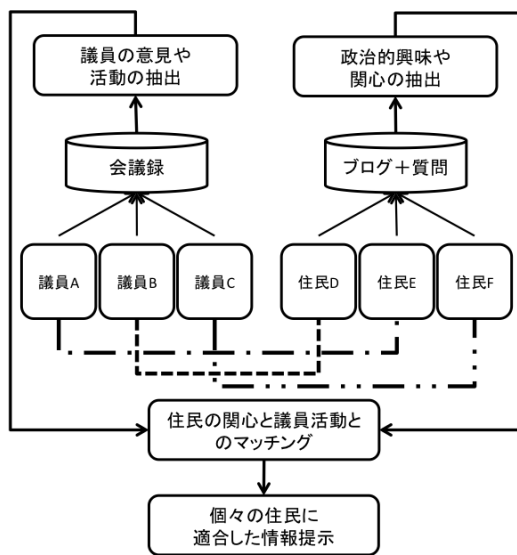 議員の意見や
活動の抽出
政治的興味や
関心の抽出
会議録
ブログ＋質問
議員A
議員B
議員C
住民D
住民E
住民F
住民の関心と議員活動と
のマッチング
個々の住民に
適合した情報提示